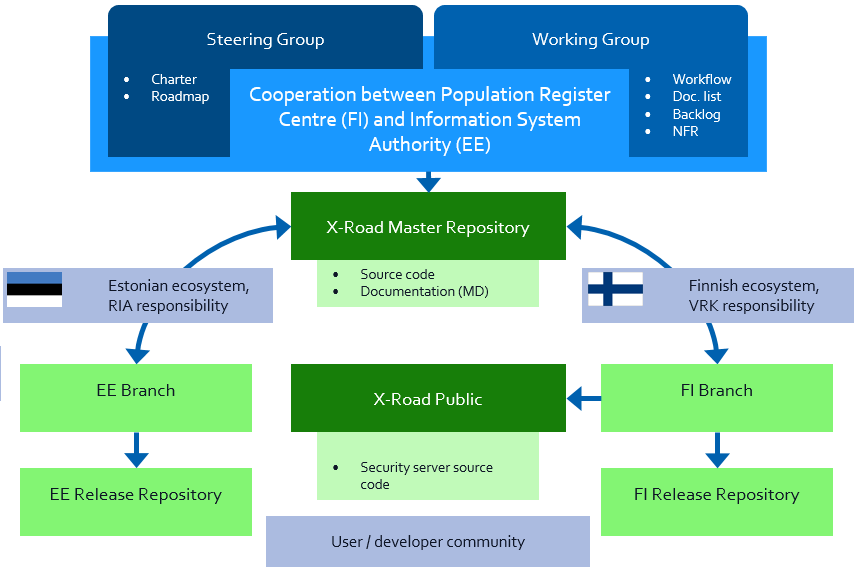 Steering Group
• Charter
• Roadmap
Working Group
• Workflow
• Doc. list
• Backlog
• NFR
Cooperation between Population Register
Centre (FI) and Information System
Authority (EE)
X-Road Master Repository
• Source code
• Documentation (MD)
Estonian ecosystem,
RIA responsibility
Finnish ecosystem,
VRK responsibility
EE Branch
X-Road Public
FI Branch
• Security server source
code
EE Release Repository
FI Release Repository
User / developer community